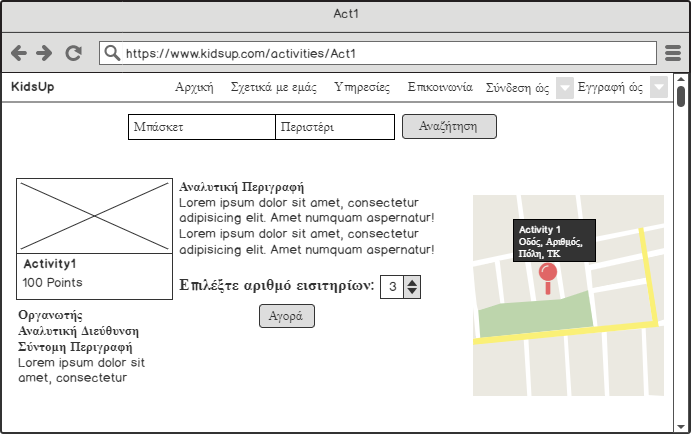 Act1
https://www.kidsup.com/activities/Act1
KidsUp Αρχική Σχετικά με εμάς Υπηρεσίες Επικοινωνία Σύνδεση ώς Εγγραφή ώς
Μπάσκετ Περιστέρι Αναζήτηση
Activity1
100 Points
Οργανωτής
Αναλυτική Διεύθυνση
Σύντομη Περιγραφή
Lorem ipsum dolor sit
amet, consectetur
Αναλυτική Περιγραφή
Lorem ipsum dolor sit amet, consectetur
adipisicing elit. Amet numquam aspernatur!
Lorem ipsum dolor sit amet, consectetur
adipisicing elit. Amet numquam aspernatur!
Επιλέξτε αριθμό εισιτηρίων: 3
Αγορά
Activity 1
Οδός, Αριθμός,
Πόλη, ΤΚ